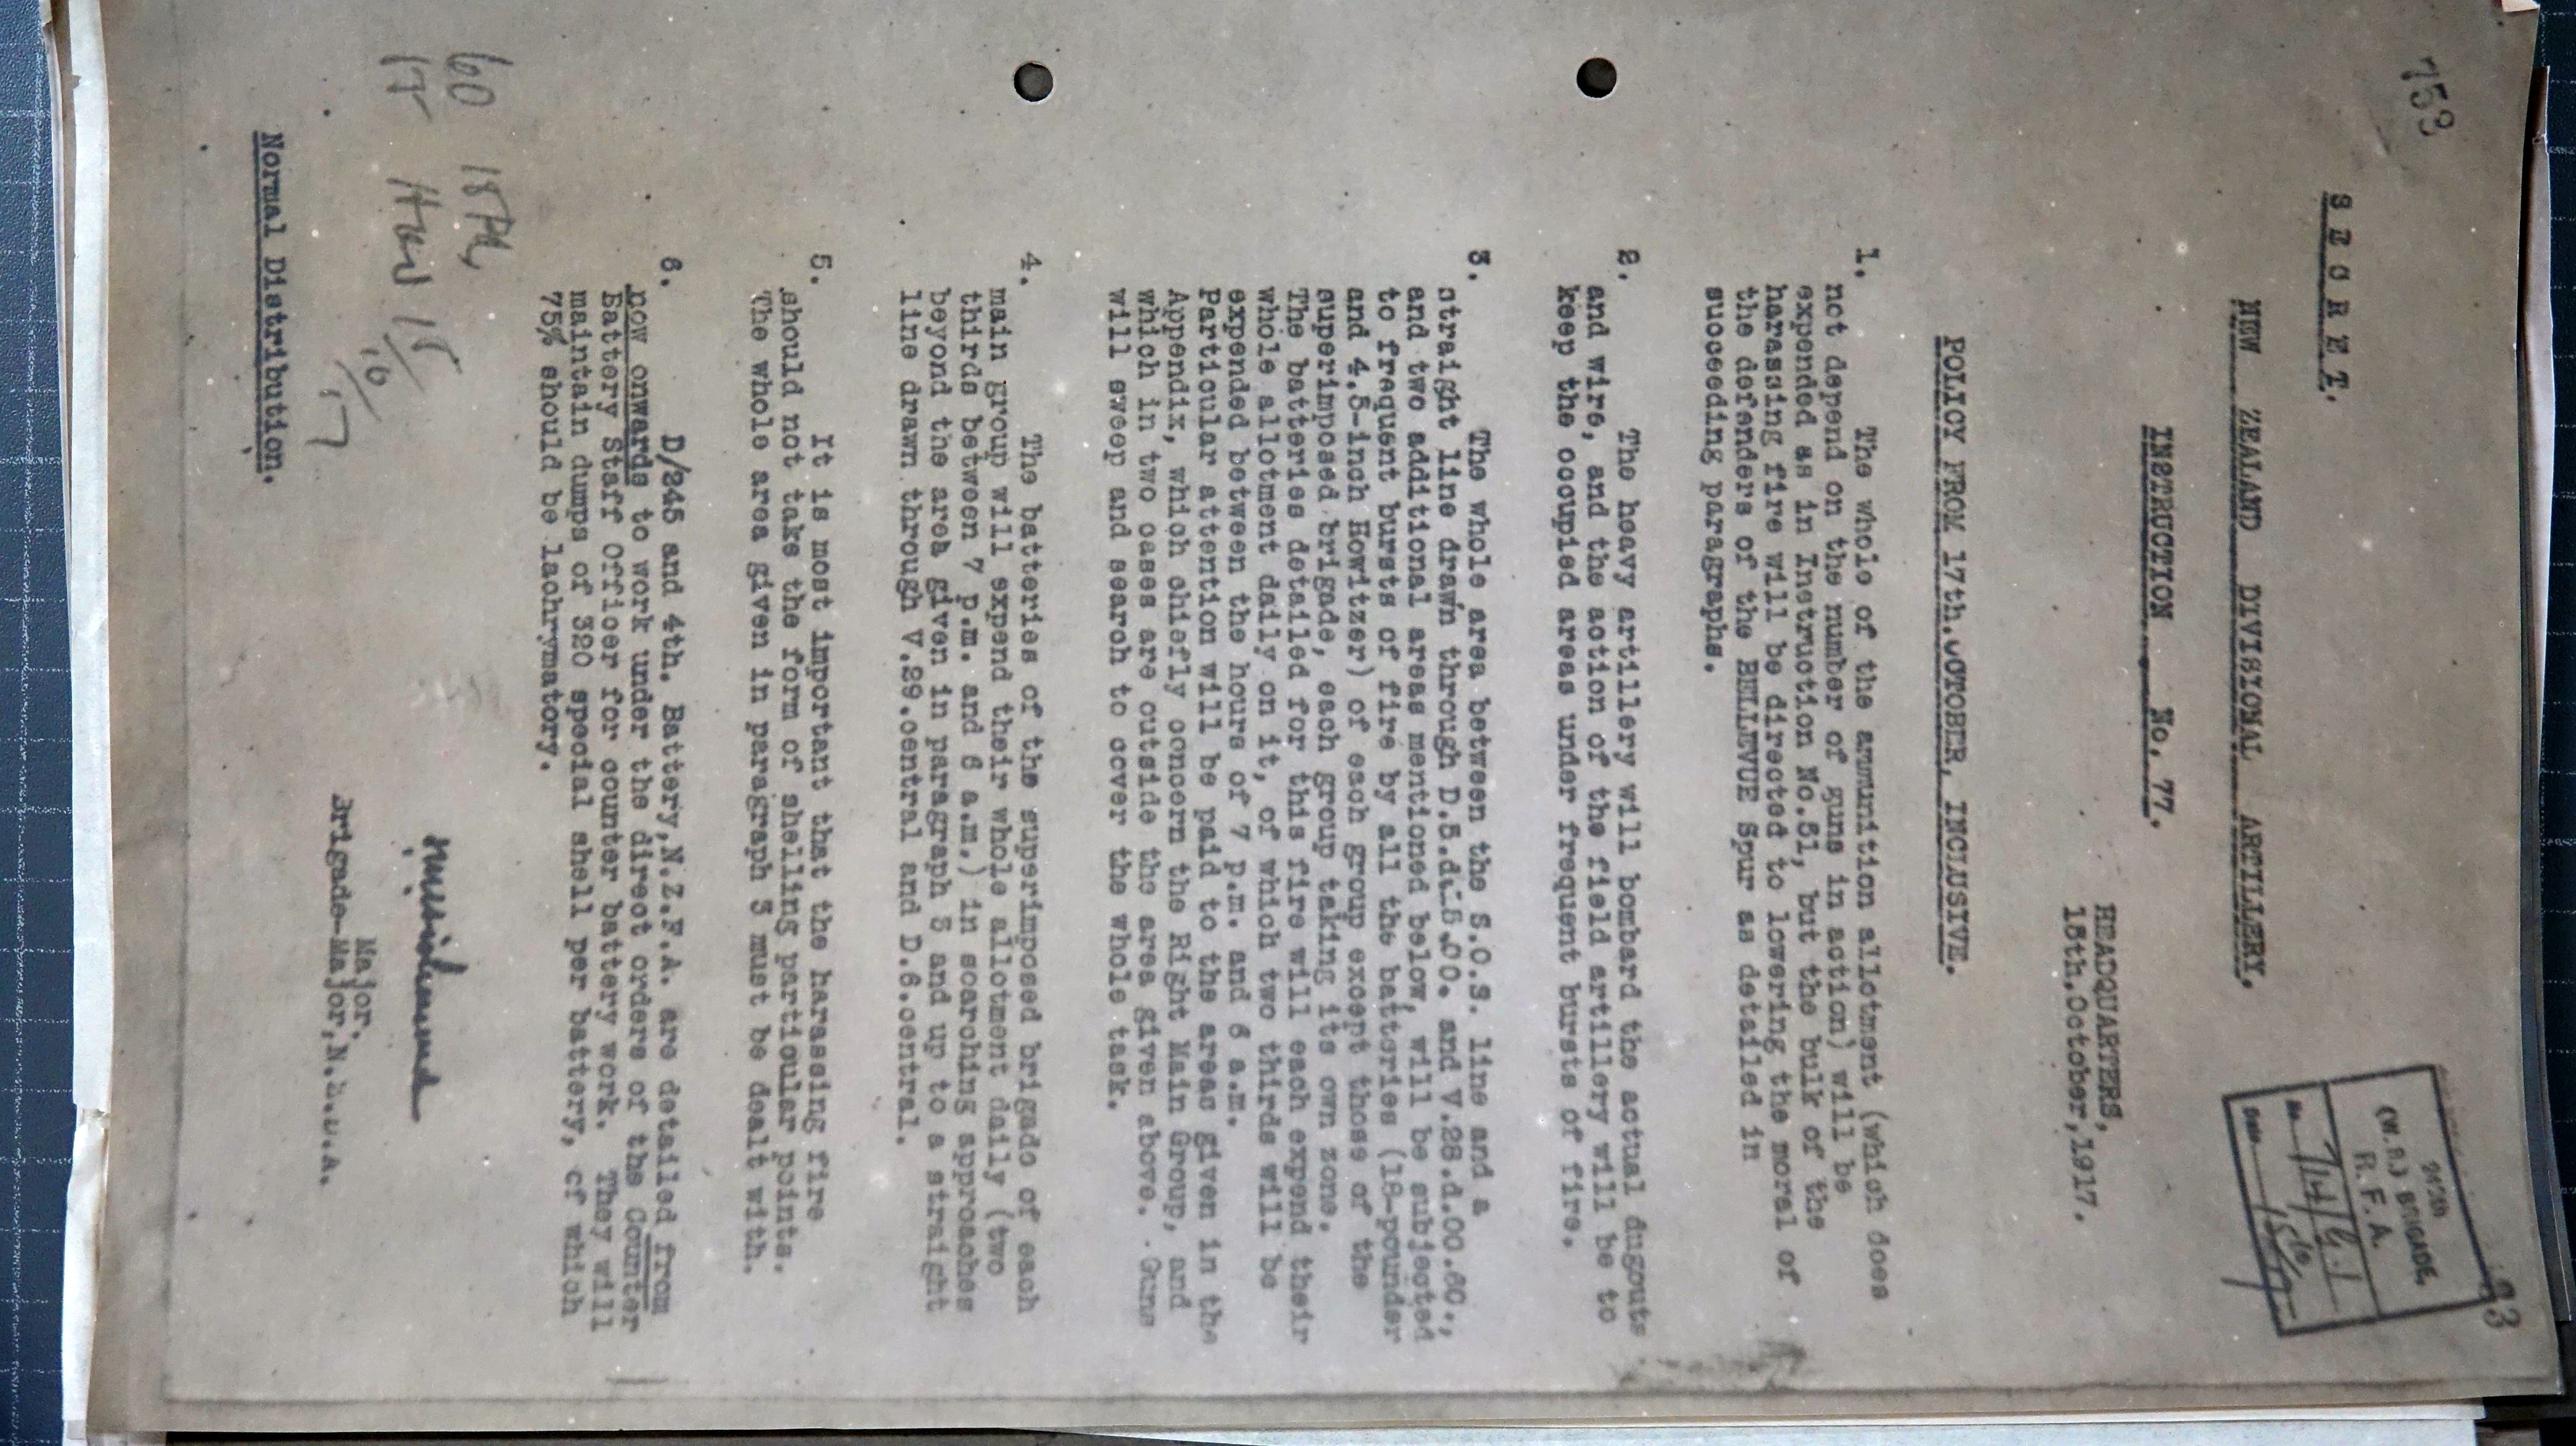 753
S E C R E T.
NEW ZEALAND DIVISIONAL ARTILLERY.
INSTRUCTION No. 77.
(W.R.) BRIGADE,
R.F.A.
No.
Date
HEADQUARTERS,
15th.October,1917.
POLICY FROM 17th.OCTOBER, INCLUSIVE.
1. The whole of the ammunition allotment (which does
not depend on the number of guns in action) will be
expended as in Instruction No.51, but the bulk of the
harassing fire will be directed to lowering the moral of
the defenders of the BELLEVUE Spur as detailed in
succeeding paragraphs.
2. The heavy artillery will bombard the actual dugouts
and wire, and the action of the field artillery will be to
keep the occupied areas under frequent bursts of fire.
3. The whole area between the S.O.S. line and a
straight line drawn through D.5.d. and V.28.d.00.60.,
and two additional areas mentioned below, will be subjected
to frequent bursts of fire by all the batteries (18-pounder
and 4.5-inch Howitzer) of each group except those of the
superimposed brigade, each group taking its own zone.
The batteries detailed for this fire will each expend their
whole allotment daily on it, of which two thirds will be
expended between the hours of 7 p.m. and 6 a.m.
Particular attention will be paid to the areas given in the
Appendix, which chiefly concern the Right Main Group, and
which in two cases are outside the area given above. Guns
will sweep and search to cover the whole task.
4. The batteries of the superimposed brigade of each
main group will expend their whole allotment daily (two
thirds between 7 p.m. and 6 a.m.) in searching approaches
beyond the area given in paragraph 3 and up to a straight
line drawn through V.29.central and D.6.central.
5. It is most important that the harassing fire
should not take the form of shelling particular points.
The whole area given in paragraph 3 must be dealt with.
6. D/245 and 4th. Battery,N.Z.F.A. are detailed from
now onwards to work under the direct orders of the Counter
Battery Staff Officer for counter battery work. They will
maintain dumps of 320 special shell per battery, of which
75% should be lachrymatory.
Major.
Brigade-Major,N.Z.D.A.
60 18Pdr
17 How 15/10/17
Normal Distribution.